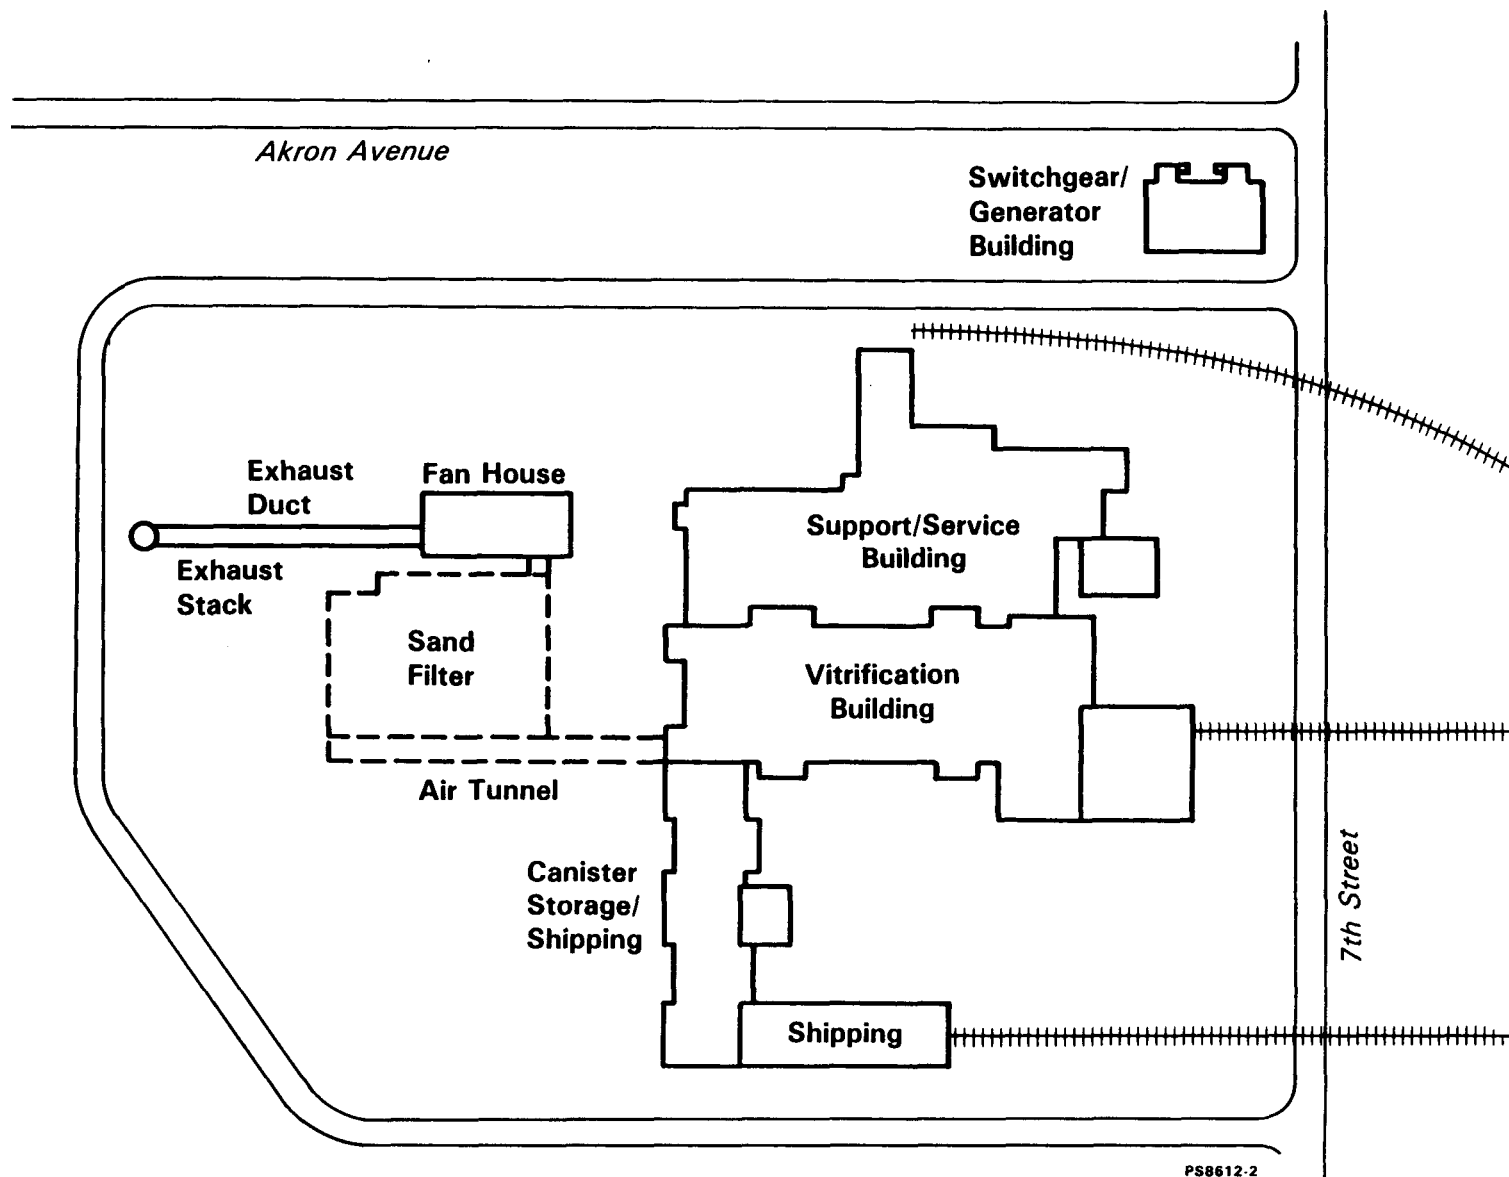 Akron Avenue
Switchgear/
Generator
Building
Exhaust
Duct
Fan House
Exhaust
Stack
Support/Service
Building
Sand
Filter
Vitrification
Building
Air Tunnel
Canister
Storage/
Shipping
7th Street
Shipping
PS8612-2